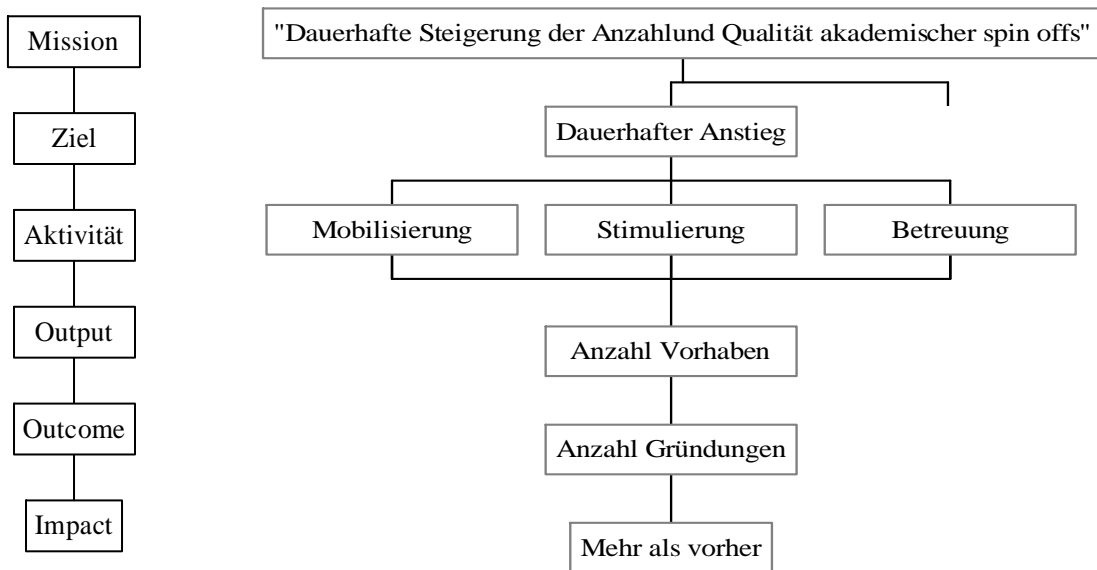 Mission
"Dauerhafte Steigerung der Anzahlund Qualität akademischer spin offs"
Ziel
Dauerhafter Anstieg
Aktivität
Mobilisierung
Stimulierung
Betreuung
Output
Anzahl Vorhaben
Outcome
Anzahl Gründungen
Impact
Mehr als vorher